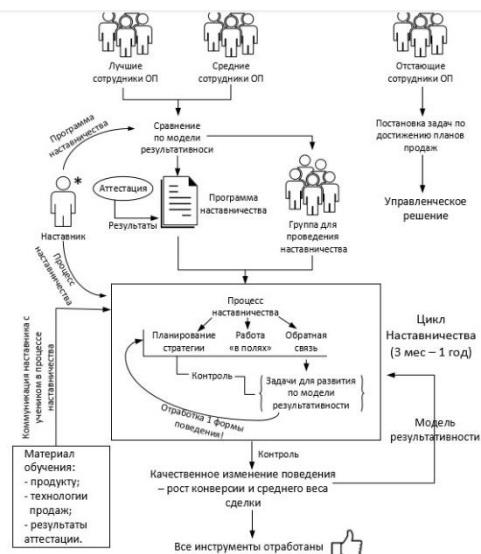 Лучшие
сотрудники ОП
Средние
сотрудники ОП
Отстающие
сотрудники ОП
Программа
наставничества
Сравнение
по модели
результативноси
Постановка задач по
достижению планов
продаж
*
Наставник
Аттестация
Результаты
Программа
наставничества
Группа для
проведения
наставничества
Управленческое
решение
Процесс
наставничества
Коммуникация наставника с
учеником в процессе
наставничества
Процесс
наставничества
Планирование
стратегии
Работа
«в полях»
Обратная
связь
Контроль
Задачи для развития
по модели
результативности
Отработка 1 формы
поведения!
Цикл
Наставничества
(3 мес – 1 год)
Модель
результативности
Контроль
Материал
обучения:
- продукту;
- технологии
продаж;
- результаты
аттестации.
Качественное изменение поведения
– рост конверсии и среднего веса
сделки
Все инструменты отработаны